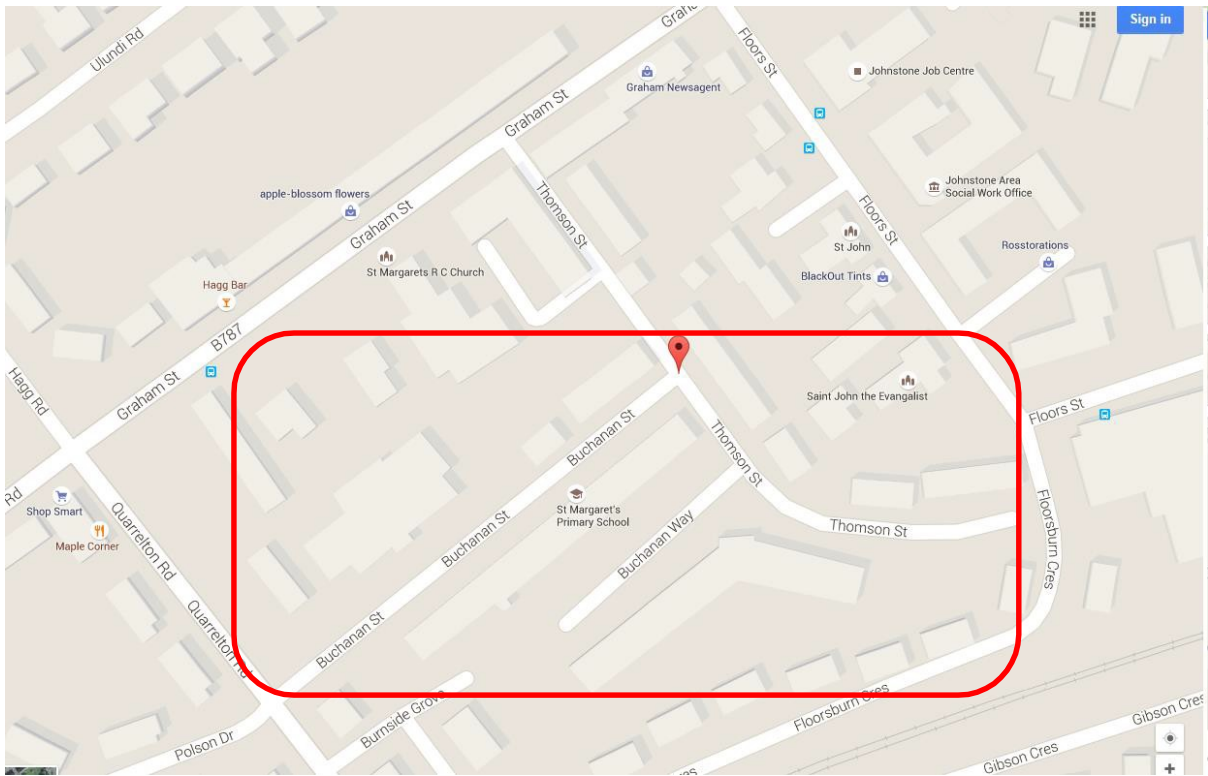 Ulundi Rd
Floors St
Sign in
Johnstone Job Centre
Graham Newsagent
Graham St
Johnstone Area
Social Work Office
apple-blossom flowers
Thomson St
Graham St
Floors St
St John
Rosstorations
St Margarets R C Church
BlackOut Tints
Hagg Bar
B787
Hagg Rd
Graham St
Saint John the Evangalist
Floors St
Buchanan St
Thomson St
Rd
Shop Smart
St Margaret's
Primary School
Maple Corner
Quarrelton Rd
Buchanan St
Buchanan Way
Thomson St
Floorsburn Cres
Quarrelton Rd
Buchanan St
Burnside Grove
Floorsburn Cres
Gibson Cres
Polson Dr
Gibson Cres
+